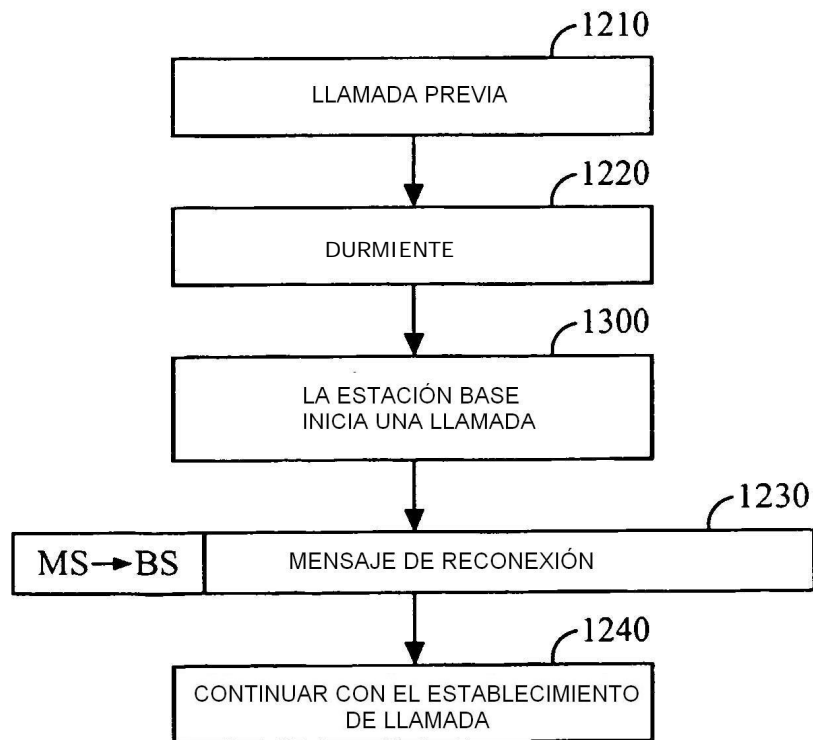 1210
LLAMADA PREVIA
1220
DURMIENTE
1300
LA ESTACIÓN BASE
INICIA UNA LLAMADA
1230
MS→BS MENSAJE DE RECONEXIÓN
1240
CONTINUAR CON EL ESTABLECIMIENTO
DE LLAMADA